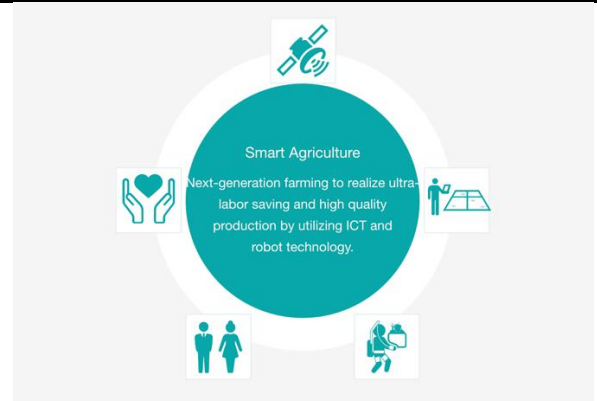 Smart Agriculture
Next-generation farming to realize ultra-
labor saving and high quality
production by utilizing ICT and
robot technology.